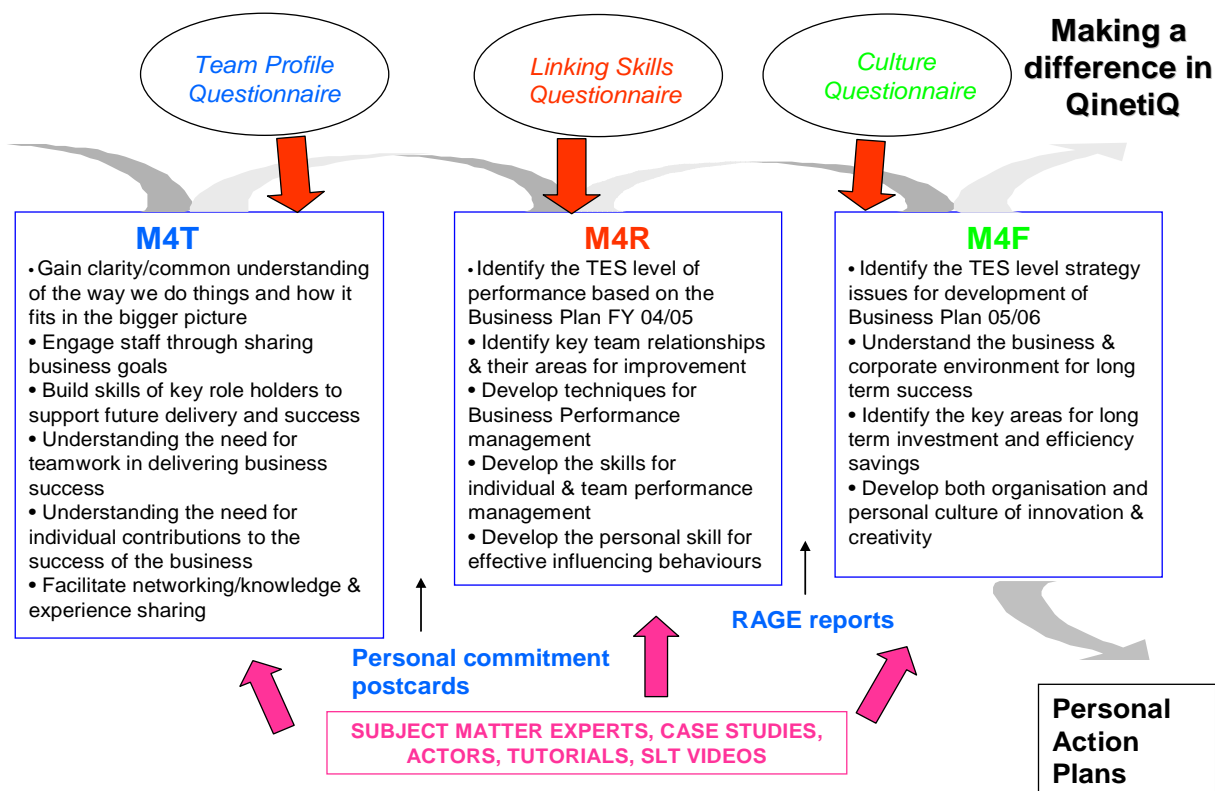 Team Profile
Questionnaire
Linking Skills
Questionnaire
Culture
Questionnaire
Making a
difference in
QinetiQ
M4T
• Gain clarity/common understanding
of the way we do things and how it
fits in the bigger picture
• Engage staff through sharing
business goals
• Build skills of key role holders to
support future delivery and success
• Understanding the need for
teamwork in delivering business
success
• Understanding the need for
individual contributions to the
success of the business
• Facilitate networking/knowledge &
experience sharing
M4R
• Identify the TES level of
performance based on the
Business Plan FY 04/05
• Identify key team relationships
& their areas for improvement
• Develop techniques for
Business Performance
management
• Develop the skills for
individual & team performance
management
• Develop the personal skill for
effective influencing behaviours
M4F
• Identify the TES level strategy
issues for development of
Business Plan 05/06
• Understand the business &
corporate environment for long
term success
• Identify the key areas for long
term investment and efficiency
savings
• Develop both organisation and
personal culture of innovation &
creativity
Personal commitment
postcards
RAGE reports
SUBJECT MATTER EXPERTS, CASE STUDIES,
ACTORS, TUTORIALS, SLT VIDEOS
Personal
Action
Plans